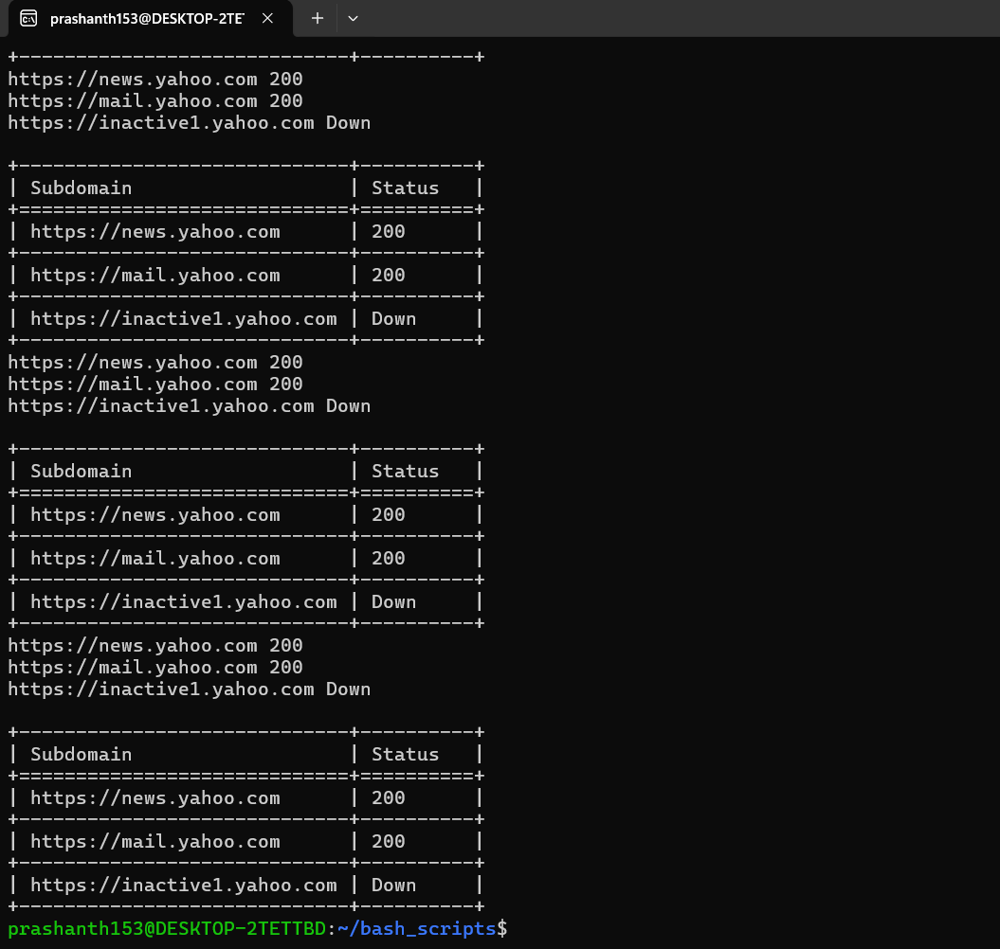 prashanth153@DESKTOP-2TET
+-----------------------------+----------+
https://news.yahoo.com 200
https://mail.yahoo.com 200
https://inactive1.yahoo.com Down
+-----------------------------+----------+
| Subdomain                   | Status   |
+=============================+==========+
| https://news.yahoo.com      | 200      |
+-----------------------------+----------+
| https://mail.yahoo.com      | 200      |
+-----------------------------+----------+
| https://inactive1.yahoo.com | Down     |
+-----------------------------+----------+
https://news.yahoo.com 200
https://mail.yahoo.com 200
https://inactive1.yahoo.com Down
+-----------------------------+----------+
| Subdomain                   | Status   |
+=============================+==========+
| https://news.yahoo.com      | 200      |
+-----------------------------+----------+
| https://mail.yahoo.com      | 200      |
+-----------------------------+----------+
| https://inactive1.yahoo.com | Down     |
+-----------------------------+----------+
https://news.yahoo.com 200
https://mail.yahoo.com 200
https://inactive1.yahoo.com Down
+-----------------------------+----------+
| Subdomain                   | Status   |
+=============================+==========+
| https://news.yahoo.com      | 200      |
+-----------------------------+----------+
| https://mail.yahoo.com      | 200      |
+-----------------------------+----------+
| https://inactive1.yahoo.com | Down     |
+-----------------------------+----------+
prashanth153@DESKTOP-2TETTBD:~/bash_scripts$